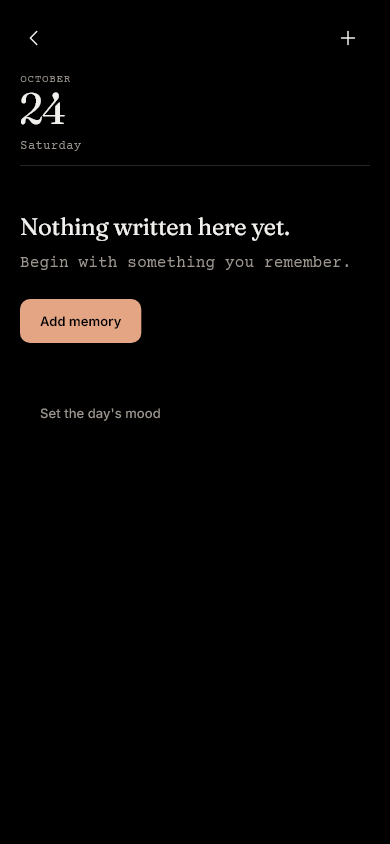 OCTOBER
24
Saturday
Nothing written here yet.
Begin with something you remember.
Add memory
Set the day's mood